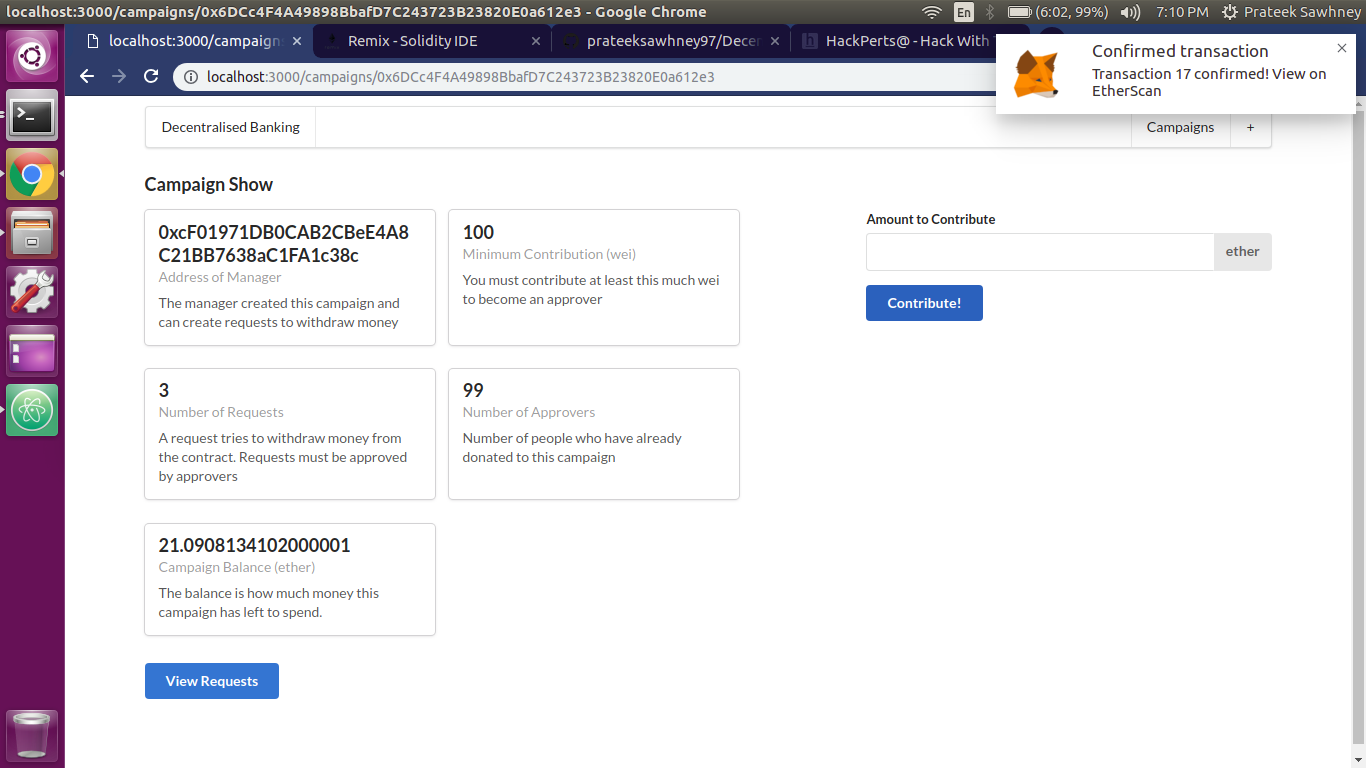 localhost:3000/campaigns/0x6DCc4F4A49898BbafD7C243723B23820E0a612e3 - Google Chrome
En
(6:02, 99%)
7:10 PM
Prateek Sawhney
localhost:3000/campaign
Remix - Solidity IDE
prateeksawhney97/Decer
HackPerts@ - Hack With
localhost:3000/campaigns/0x6DCc4F4A49898BbafD7C243723B23820E0a612e3
Confirmed transaction
Transaction 17 confirmed! View on
EtherScan
Decentralised Banking
Campaigns
+
Campaign Show
0xcF01971DB0CAB2CBeE4A8
C21BB7638aC1FA1c38c
Address of Manager
The manager created this campaign and
can create requests to withdraw money
100
Minimum Contribution (wei)
You must contribute at least this much wei
to become an approver
Amount to Contribute
ether
Contribute!
3
Number of Requests
A request tries to withdraw money from
the contract. Requests must be approved
by approvers
99
Number of Approvers
Number of people who have already
donated to this campaign
21.0908134102000001
Campaign Balance (ether)
The balance is how much money this
campaign has left to spend.
View Requests